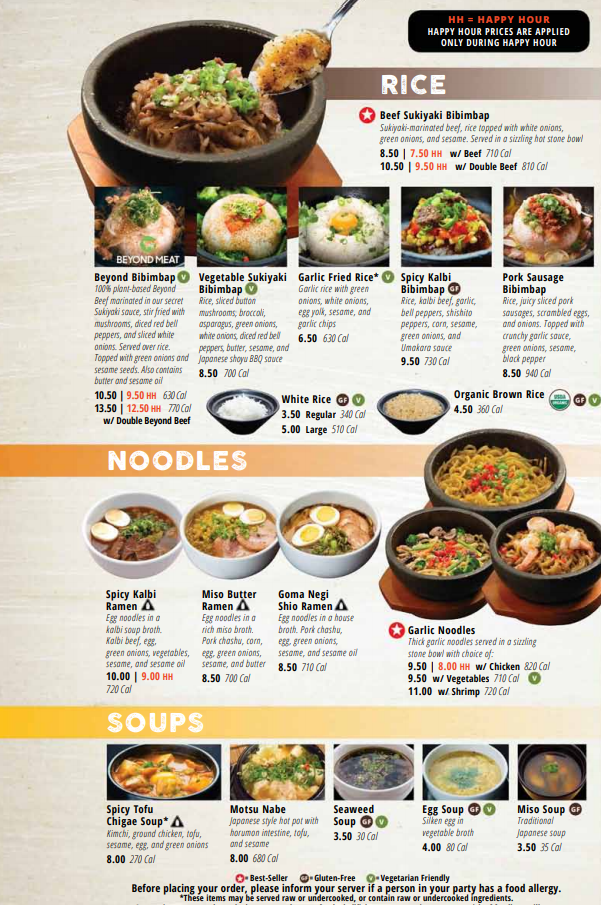 HH = HAPPY HOUR
HAPPY HOUR PRICES ARE APPLIED
ONLY DURING HAPPY HOUR
RICE
Beef Sukiyaki Bibimbap
Sukiyaki-marinated beef, rice topped with white onions,
green onions, and sesame. Served in a sizzling hot stone bowl
8.50 | 7.50 HH w/ Beef 710 Cal
10.50 | 9.50 HH w/ Double Beef 810 Cal
BEYOND MEAT
Beyond Bibimbap V
100% plant-based Beyond
Beef marinated in our secret
Sukiyaki sauce, stir fried with
mushrooms, diced red bell
peppers, and sliced white
onions. Served over rice.
Topped with green onions and
sesame seeds. Also contains
butter and sesame oil
10.50 | 9.50 HH 630 Cal
13.50 | 12.50 HH 770 Cal
w/ Double Beyond Beef
Vegetable Sukiyaki
Bibimbap V
Rice, sliced button
mushrooms, broccoli,
asparagus, green onions,
white onions, diced red bell
peppers, butter, sesame, and
Japanese shoyu BBQ sauce
8.50 700 Cal
Garlic Fried Rice* V
Garlic rice with green
onions, white onions,
egg yolk, sesame, and
garlic chips
6.50 630 Cal
Spicy Kalbi
Bibimbap GF
Rice, kalbi beef, garlic,
bell peppers, shishito
peppers, corn, sesame,
green onions, and
Umakara sauce
9.50 730 Cal
Pork Sausage
Bibimbap
Rice, juicy sliced pork
sausages, scrambled eggs,
and onions. Topped with
crunchy garlic sauce,
green onions, sesame,
black pepper
8.50 940 Cal
White Rice GF V
3.50 Regular 340 Cal
5.00 Large 510 Cal
Organic Brown Rice USDA ORGANIC GF V
4.50 360 Cal
NOODLES
Spicy Kalbi
Ramen
Egg noodles in a
kalbi soup broth.
Kalbi beef, egg,
green onions, vegetables,
sesame, and sesame oil
10.00 | 9.00 HH
720 Cal
Miso Butter
Ramen
Egg noodles in a
rich miso broth.
Pork chashu, corn,
egg, green onions,
sesame, and butter
8.50 700 Cal
Goma Negi
Shio Ramen
Egg noodles in a house
broth. Pork chashu,
egg, green onions,
sesame, and sesame oil
8.50 710 Cal
Garlic Noodles
Thick garlic noodles served in a sizzling
stone bowl with choice of:
9.50 | 8.00 HH w/ Chicken 820 Cal
9.50 w/ Vegetables 710 Cal V
11.00 w/ Shrimp 720 Cal
SOUPS
Spicy Tofu
Chigae Soup*
Kimchi, ground chicken, tofu,
sesame, egg, and green onions
8.00 270 Cal
Motsu Nabe
Japanese style hot pot with
horumon intestine, tofu,
and sesame
8.00 680 Cal
Seaweed
Soup GF V
3.50 30 Cal
Egg Soup GF V
Silken egg in
vegetable broth
4.00 80 Cal
Miso Soup GF
Traditional
Japanese soup
3.50 35 Cal
= Best-Seller GF = Gluten-Free V = Vegetarian Friendly
Before placing your order, please inform your server if a person in your party has a food allergy.
*These items may be served raw or undercooked, or contain raw or undercooked ingredients.